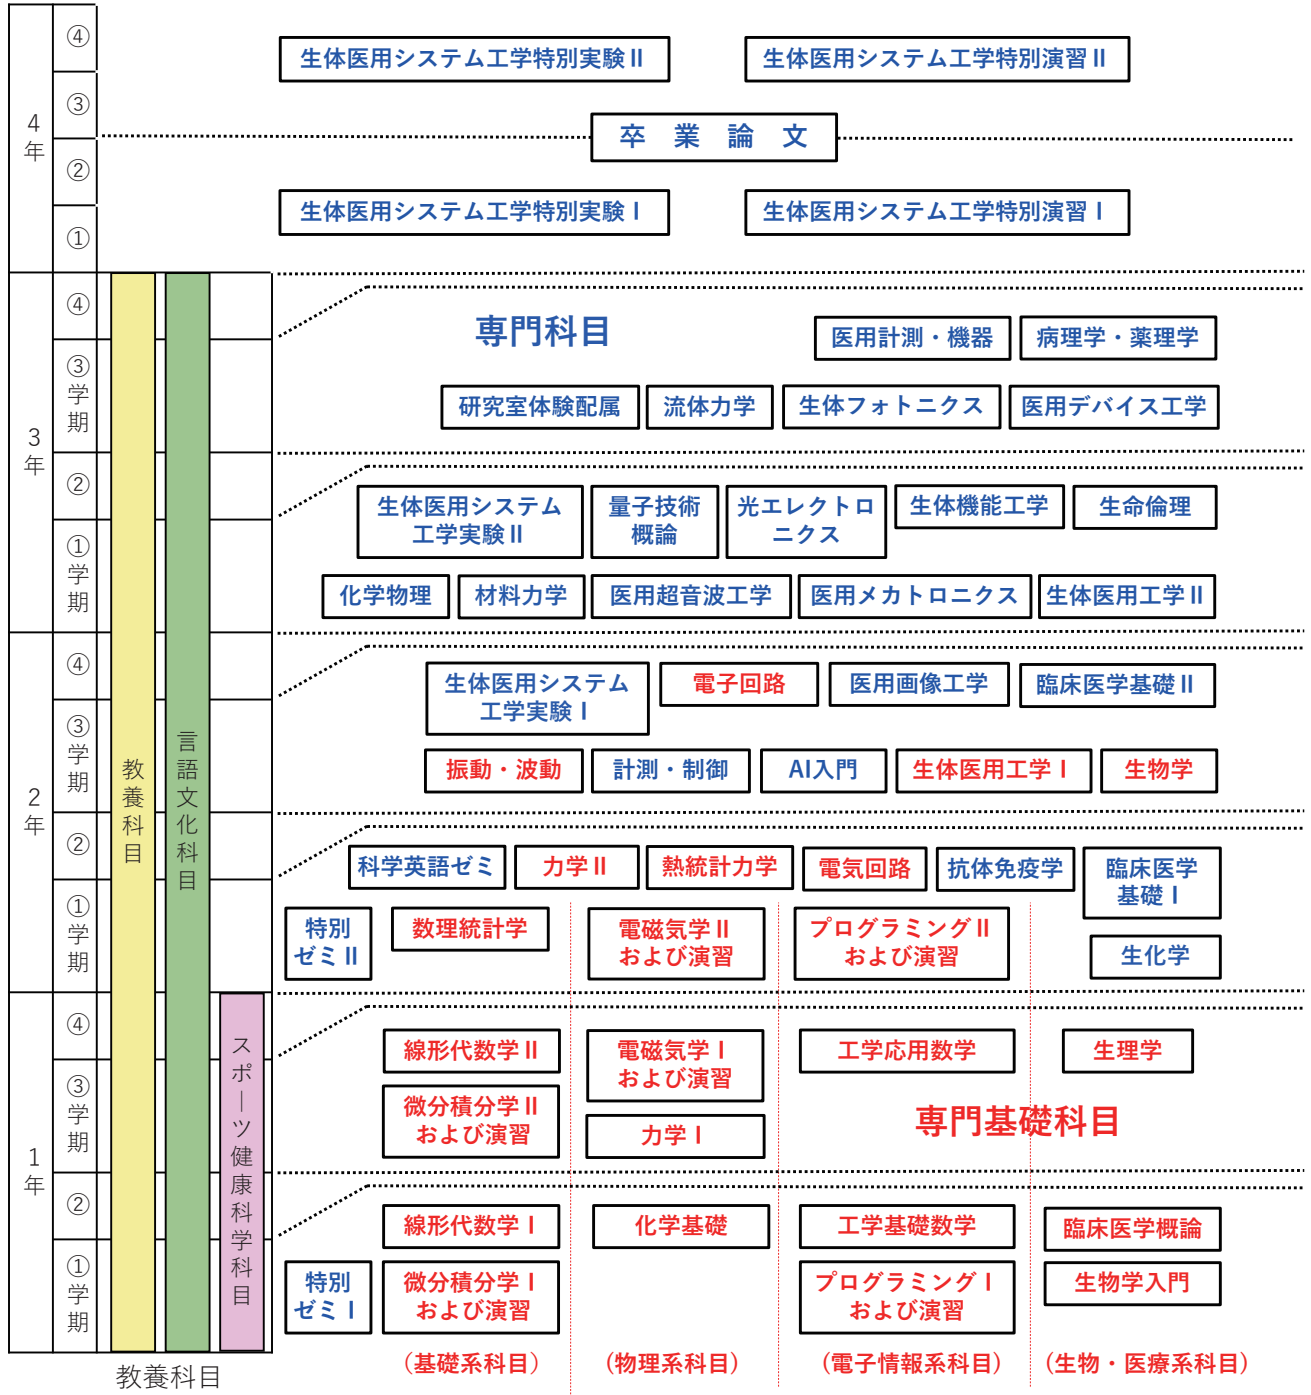 4年
④
③
②
①
生体医用システム工学特別実験Ⅱ
生体医用システム工学特別演習Ⅱ
卒 業 論 文
生体医用システム工学特別実験Ⅰ
生体医用システム工学特別演習Ⅰ
3年
④
③学期
②
①学期
専門科目
医用計測・機器
病理学・薬理学
研究室体験配属
流体力学
生体フォトニクス
医用デバイス工学
生体医用システム
工学実験Ⅱ
量子技術
概論
光エレクトロ
ニクス
生体機能工学
生命倫理
化学物理
材料力学
医用超音波工学
医用メカトロニクス
生体医用工学Ⅱ
2年
④
③学期
②
①学期
生体医用システム
工学実験Ⅰ
電子回路
医用画像工学
臨床医学基礎Ⅱ
振動・波動
計測・制御
AI入門
生体医用工学Ⅰ
生物学
科学英語ゼミ
力学Ⅱ
熱統計力学
電気回路
抗体免疫学
臨床医学
基礎Ⅰ
特別
ゼミⅡ
数理統計学
電磁気学Ⅱ
および演習
プログラミングⅡ
および演習
生化学
1年
④
③学期
②
①学期
線形代数学Ⅱ
電磁気学Ⅰ
および演習
工学応用数学
生理学
微分積分学Ⅱ
および演習
力学Ⅰ
専門基礎科目
線形代数学Ⅰ
化学基礎
工学基礎数学
臨床医学概論
特別
ゼミⅠ
微分積分学Ⅰ
および演習
プログラミングⅠ
および演習
生物学入門
教養科目
言語文化科目
スポーツ健康科学科目
教養科目
(基礎系科目)
(物理系科目)
(電子情報系科目)
(生物・医療系科目)